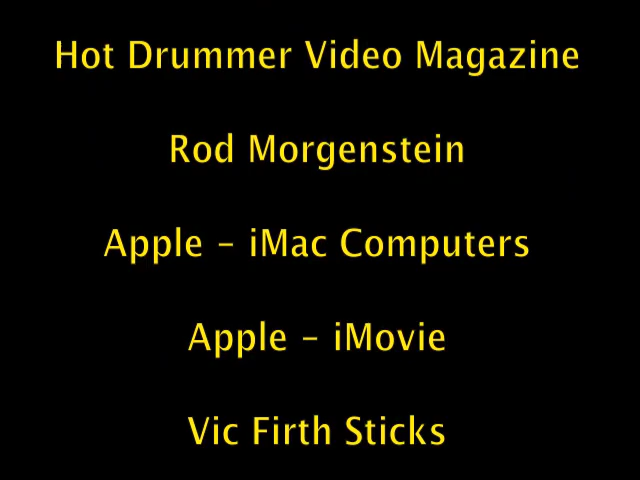 Hot Drummer Video Magazine
Rod Morgenstein
Apple – iMac Computers
Apple – iMovie
Vic Firth Sticks